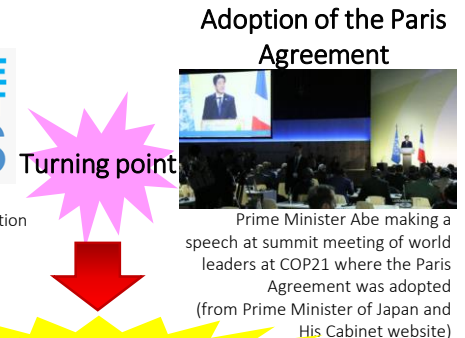 Adoption of the Paris
Agreement
E
S
Turning point
tion
Prime Minister Abe making a
speech at summit meeting of world
leaders at COP21 where the Paris
Agreement was adopted
(from Prime Minister of Japan and
His Cabinet website)